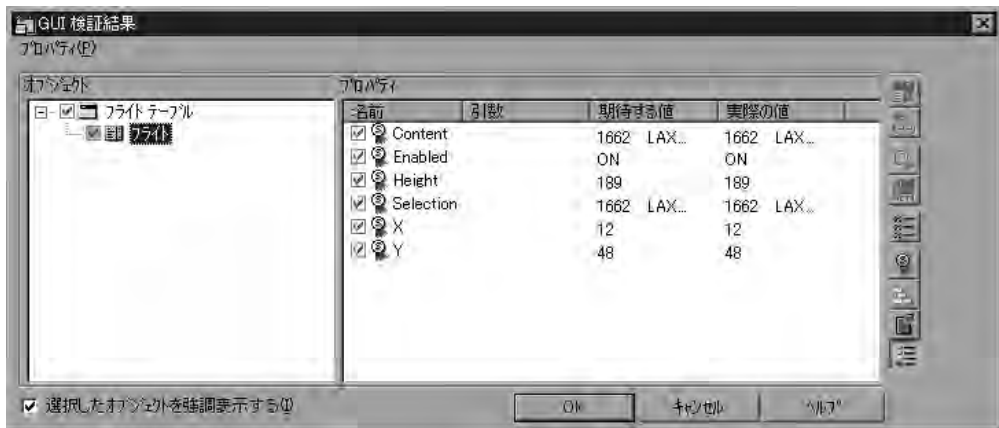 GUI 検証結果
プロパティ(P)
オブジェクト
プロパティ
フライト テーブル
フライト
名前 引数 期待する値 実際の値
Content 1662 LAX... 1662 LAX...
Enabled ON ON
Height 189 189
Selection 1662 LAX... 1662 LAX...
X 12 12
Y 48 48
選択したオブジェクトを強調表示する(I)
OK キャンセル ヘルプ